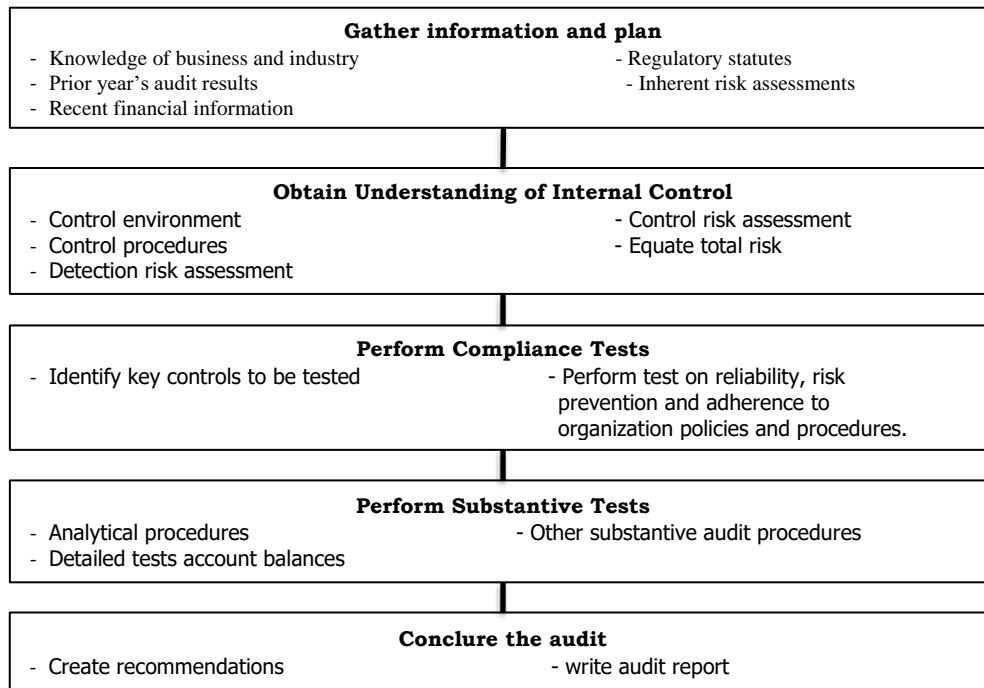 Gather information and plan
- Knowledge of business and industry
- Prior year’s audit results
- Recent financial information
- Regulatory statutes
- Inherent risk assessments
Obtain Understanding of Internal Control
- Control environment
- Control procedures
- Detection risk assessment
- Control risk assessment
- Equate total risk
Perform Compliance Tests
- Identify key controls to be tested
- Perform test on reliability, risk
prevention and adherence to
organization policies and procedures.
Perform Substantive Tests
- Analytical procedures
- Detailed tests account balances
- Other substantive audit procedures
Conclure the audit
- Create recommendations
- write audit report